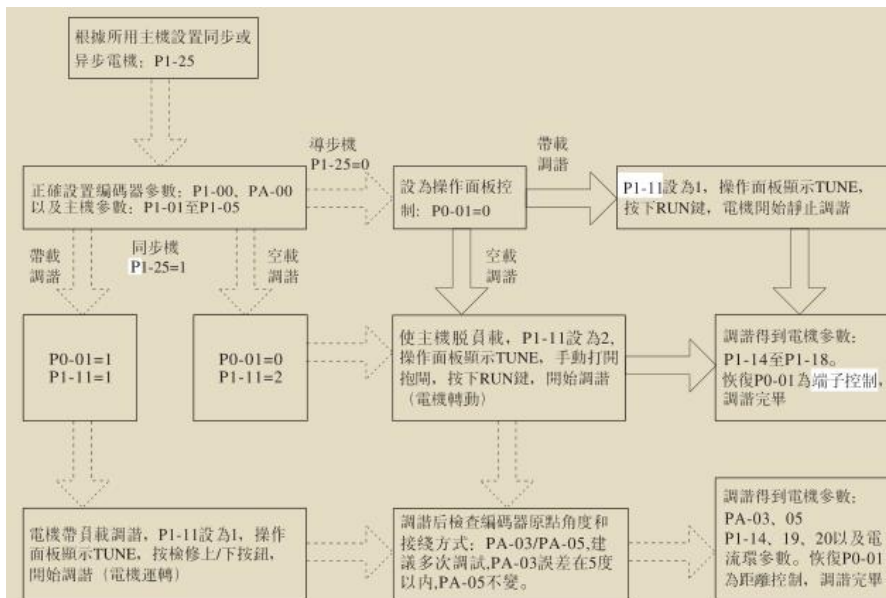 根據所用主機設置同步或
异步電機：P1-25
導步機
P1-25=0
帶載
調諧
正確設置编码器參數：P1-00、PA-00
以及主機參數：P1-01至P1-05
設為操作面板控
制：P0-01=0
P1-11設為1，操作面板顯示TUNE，
按下RUN鍵，電機開始靜止調諧
帶載
調諧
同步機
P1-25=1
空載
調諧
空載
調諧
P0-01=1
P1-11=1
P0-01=0
P1-11=2
使主機脱負載，P1-11設為2，
操作面板顯示TUNE，手動打開
抱閘，按下RUN鍵，開始調諧
（電機轉動）
調諧得到電機參數：
P1-14至P1-18。
恢復P0-01為端子控制，
調諧完畢
電機帶負載調諧，P1-11設為1，操作
面板顯示TUNE，按檢修上/下按鈕，
開始調諧（電機運轉）
調諧后檢查编码器原點角度和
接綫方式：PA-03/PA-05,建
議多次調試,PA-03誤差在5度
以内,PA-05不變。
調諧得到電機參數：
PA-03、05
P1-14、19、20以及電
流環參數。恢復P0-01
為距離控制，調諧完畢